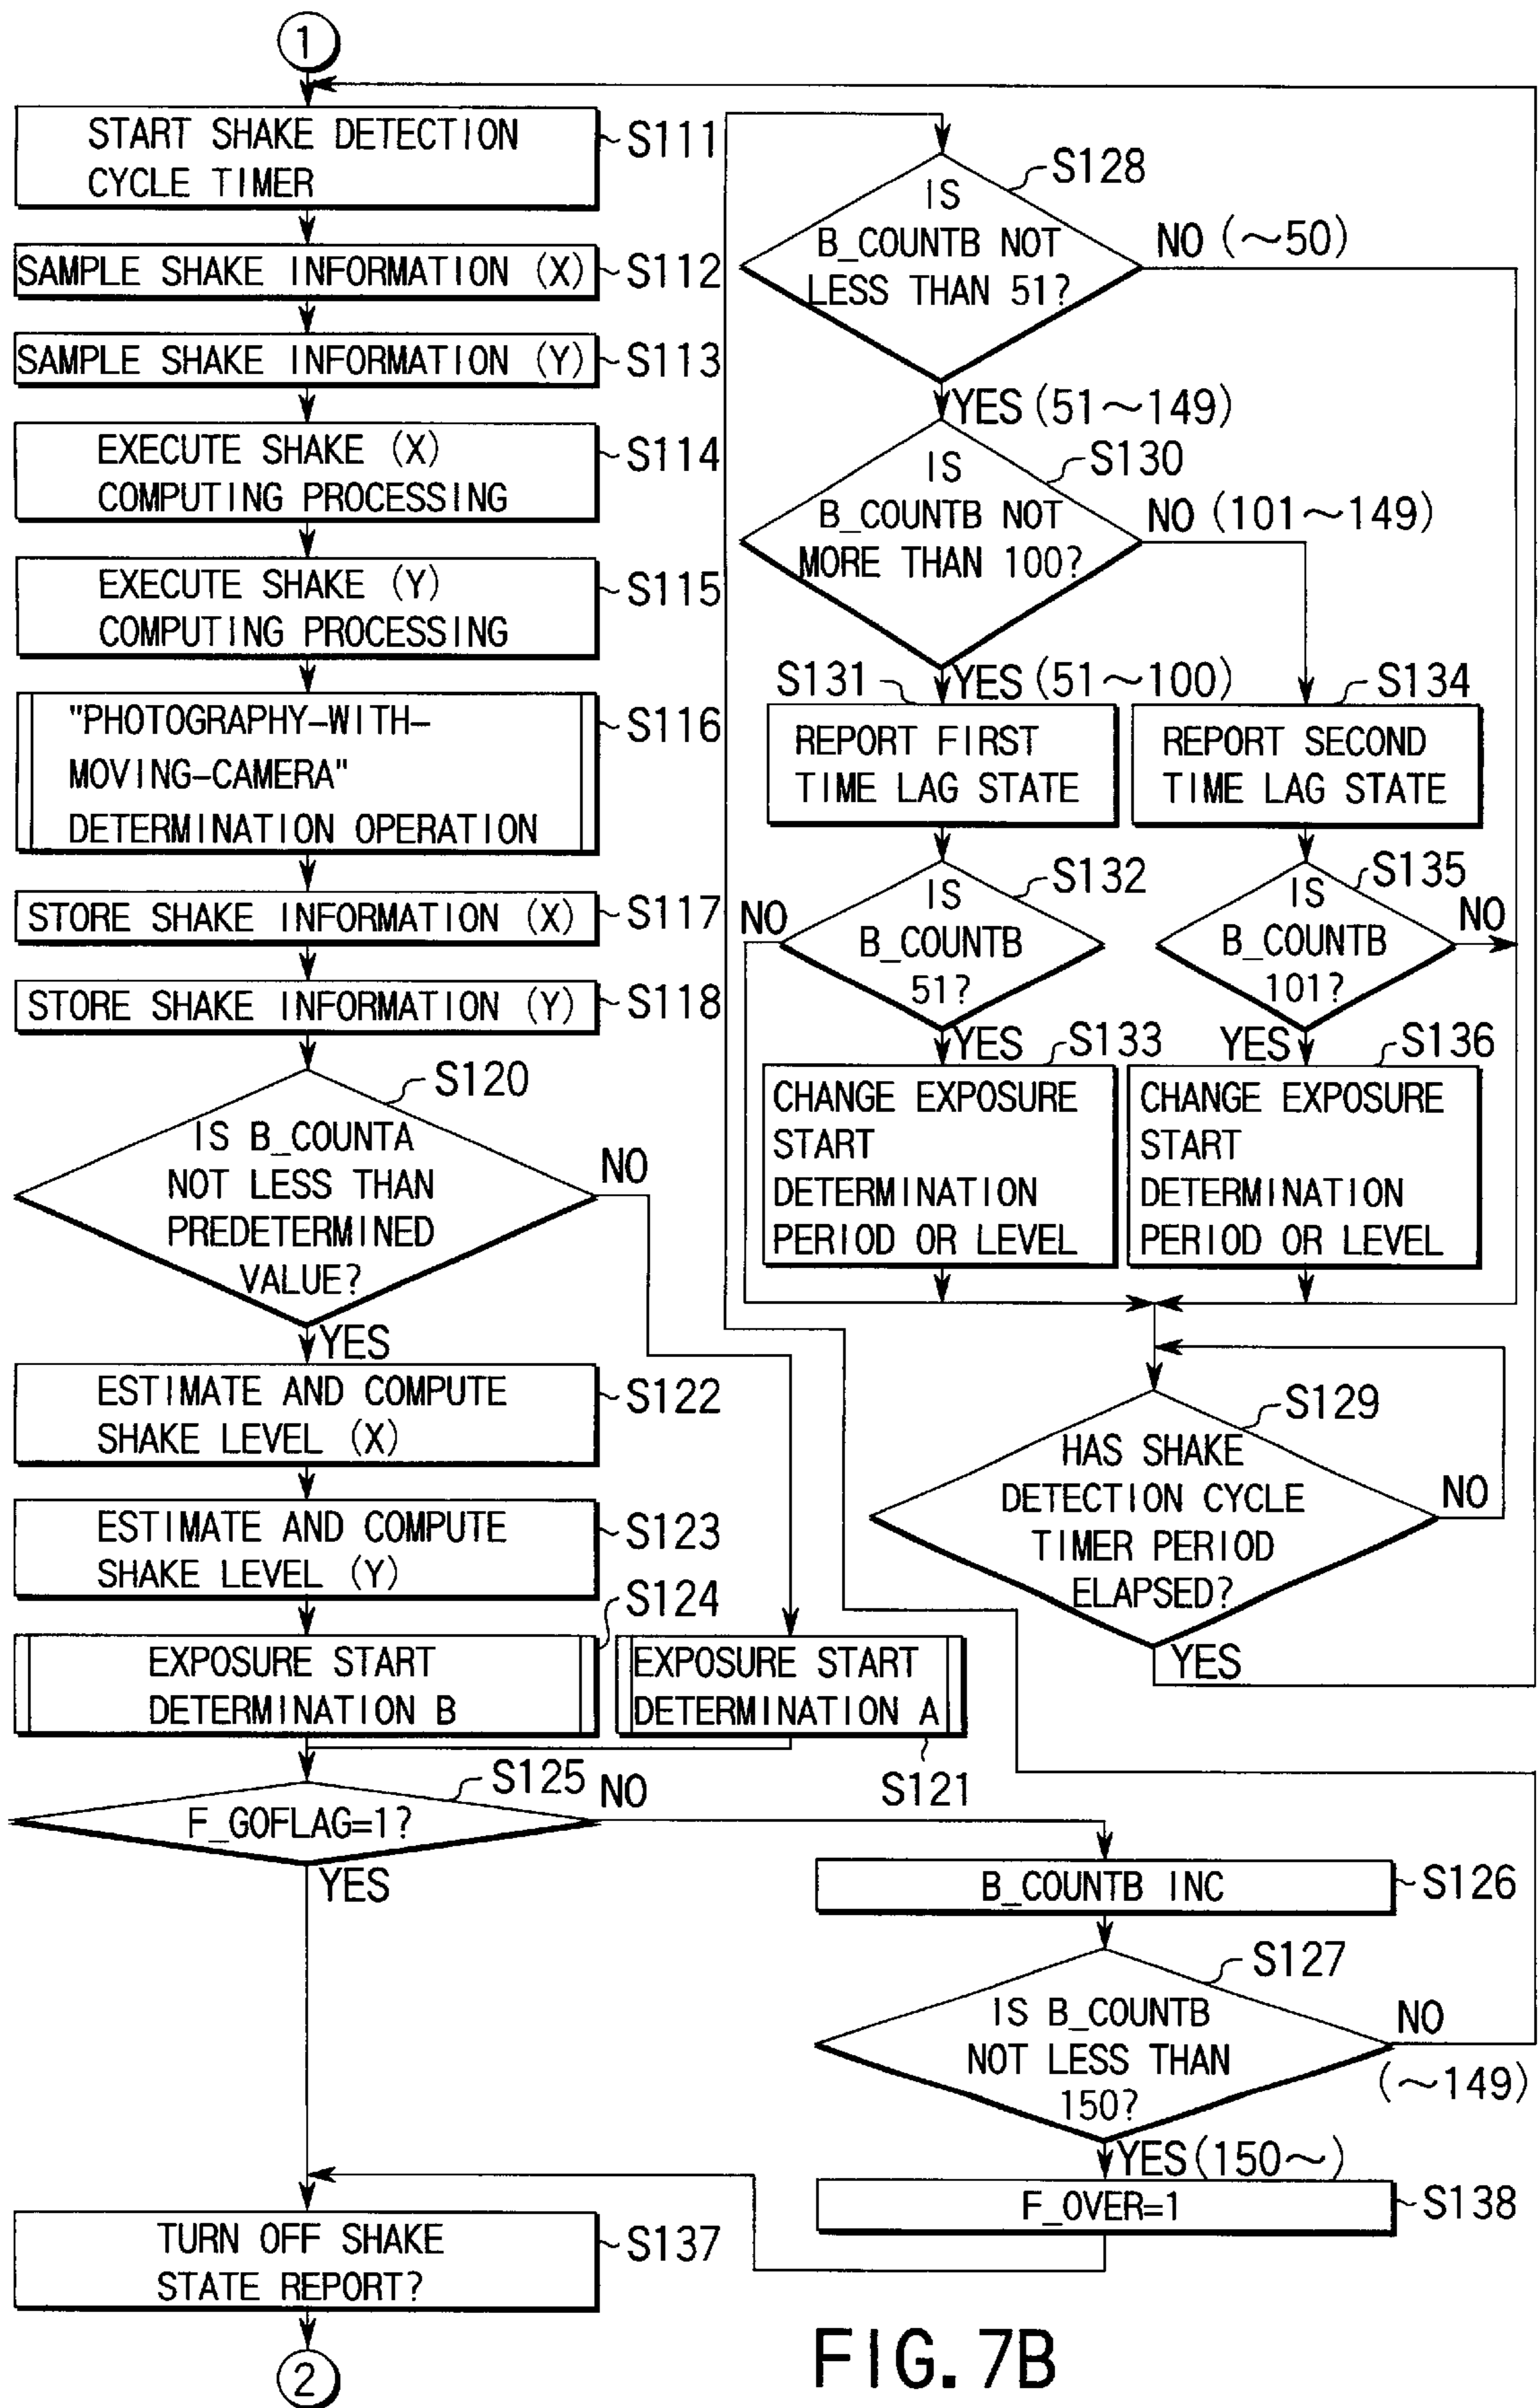 1
START SHAKE DETECTION
CYCLE TIMER
S111
SAMPLE SHAKE INFORMATION (X)
S112
SAMPLE SHAKE INFORMATION (Y)
S113
EXECUTE SHAKE (X)
COMPUTING PROCESSING
S114
EXECUTE SHAKE (Y)
COMPUTING PROCESSING
S115
"PHOTOGRAPHY-WITH-
MOVING-CAMERA"
DETERMINATION OPERATION
S116
STORE SHAKE INFORMATION (X)
S117
STORE SHAKE INFORMATION (Y)
S118
S120
IS B_COUNTA
NOT LESS THAN
PREDETERMINED
VALUE?
NO
YES
ESTIMATE AND COMPUTE
SHAKE LEVEL (X)
S122
ESTIMATE AND COMPUTE
SHAKE LEVEL (Y)
S123
S124
EXPOSURE START
DETERMINATION B
EXPOSURE START
DETERMINATION A
S121
S125
F_GOFLAG=1?
NO
YES
B_COUNTB INC
S126
S127
IS B_COUNTB
NOT LESS THAN
150?
NO
(~149)
YES(150~)
F_OVER=1
S138
TURN OFF SHAKE
STATE REPORT?
S137
2
S128
IS
B_COUNTB NOT
LESS THAN 51?
NO (~50)
YES(51~149)
S130
IS
B_COUNTB NOT
MORE THAN 100?
NO (101~149)
YES(51~100)
S131
REPORT FIRST
TIME LAG STATE
S134
REPORT SECOND
TIME LAG STATE
S132
IS
B_COUNTB
51?
NO
YES
S135
IS
B_COUNTB
101?
NO
YES
S133
CHANGE EXPOSURE
START
DETERMINATION
PERIOD OR LEVEL
S136
CHANGE EXPOSURE
START
DETERMINATION
PERIOD OR LEVEL
S129
HAS SHAKE
DETECTION CYCLE
TIMER PERIOD
ELAPSED?
NO
YES
FIG. 7B